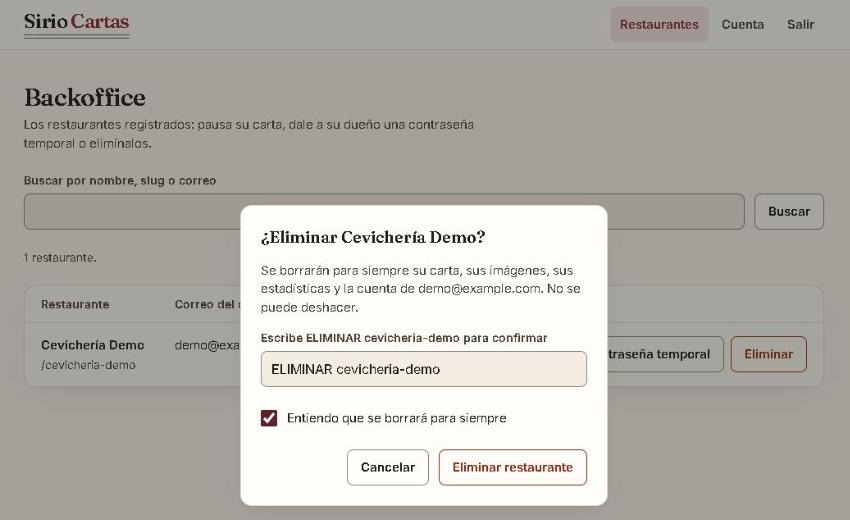 Sirio Cartas
Restaurantes Cuenta Salir
Backoffice
Los restaurantes registrados: pausa su carta, dale a su dueño una contraseña
temporal o elimínalos.
Buscar por nombre, slug o correo
Buscar
1 restaurante.
Restaurante Correo del
Cevichería Demo demo@exa
/cevicheria-demo
traseña temporal Eliminar
¿Eliminar Cevichería Demo?
Se borrarán para siempre su carta, sus imágenes, sus
estadísticas y la cuenta de demo@example.com. No se
puede deshacer.
Escribe ELIMINAR cevicheria-demo para confirmar
ELIMINAR cevicheria-demo
Entiendo que se borrará para siempre
Cancelar Eliminar restaurante